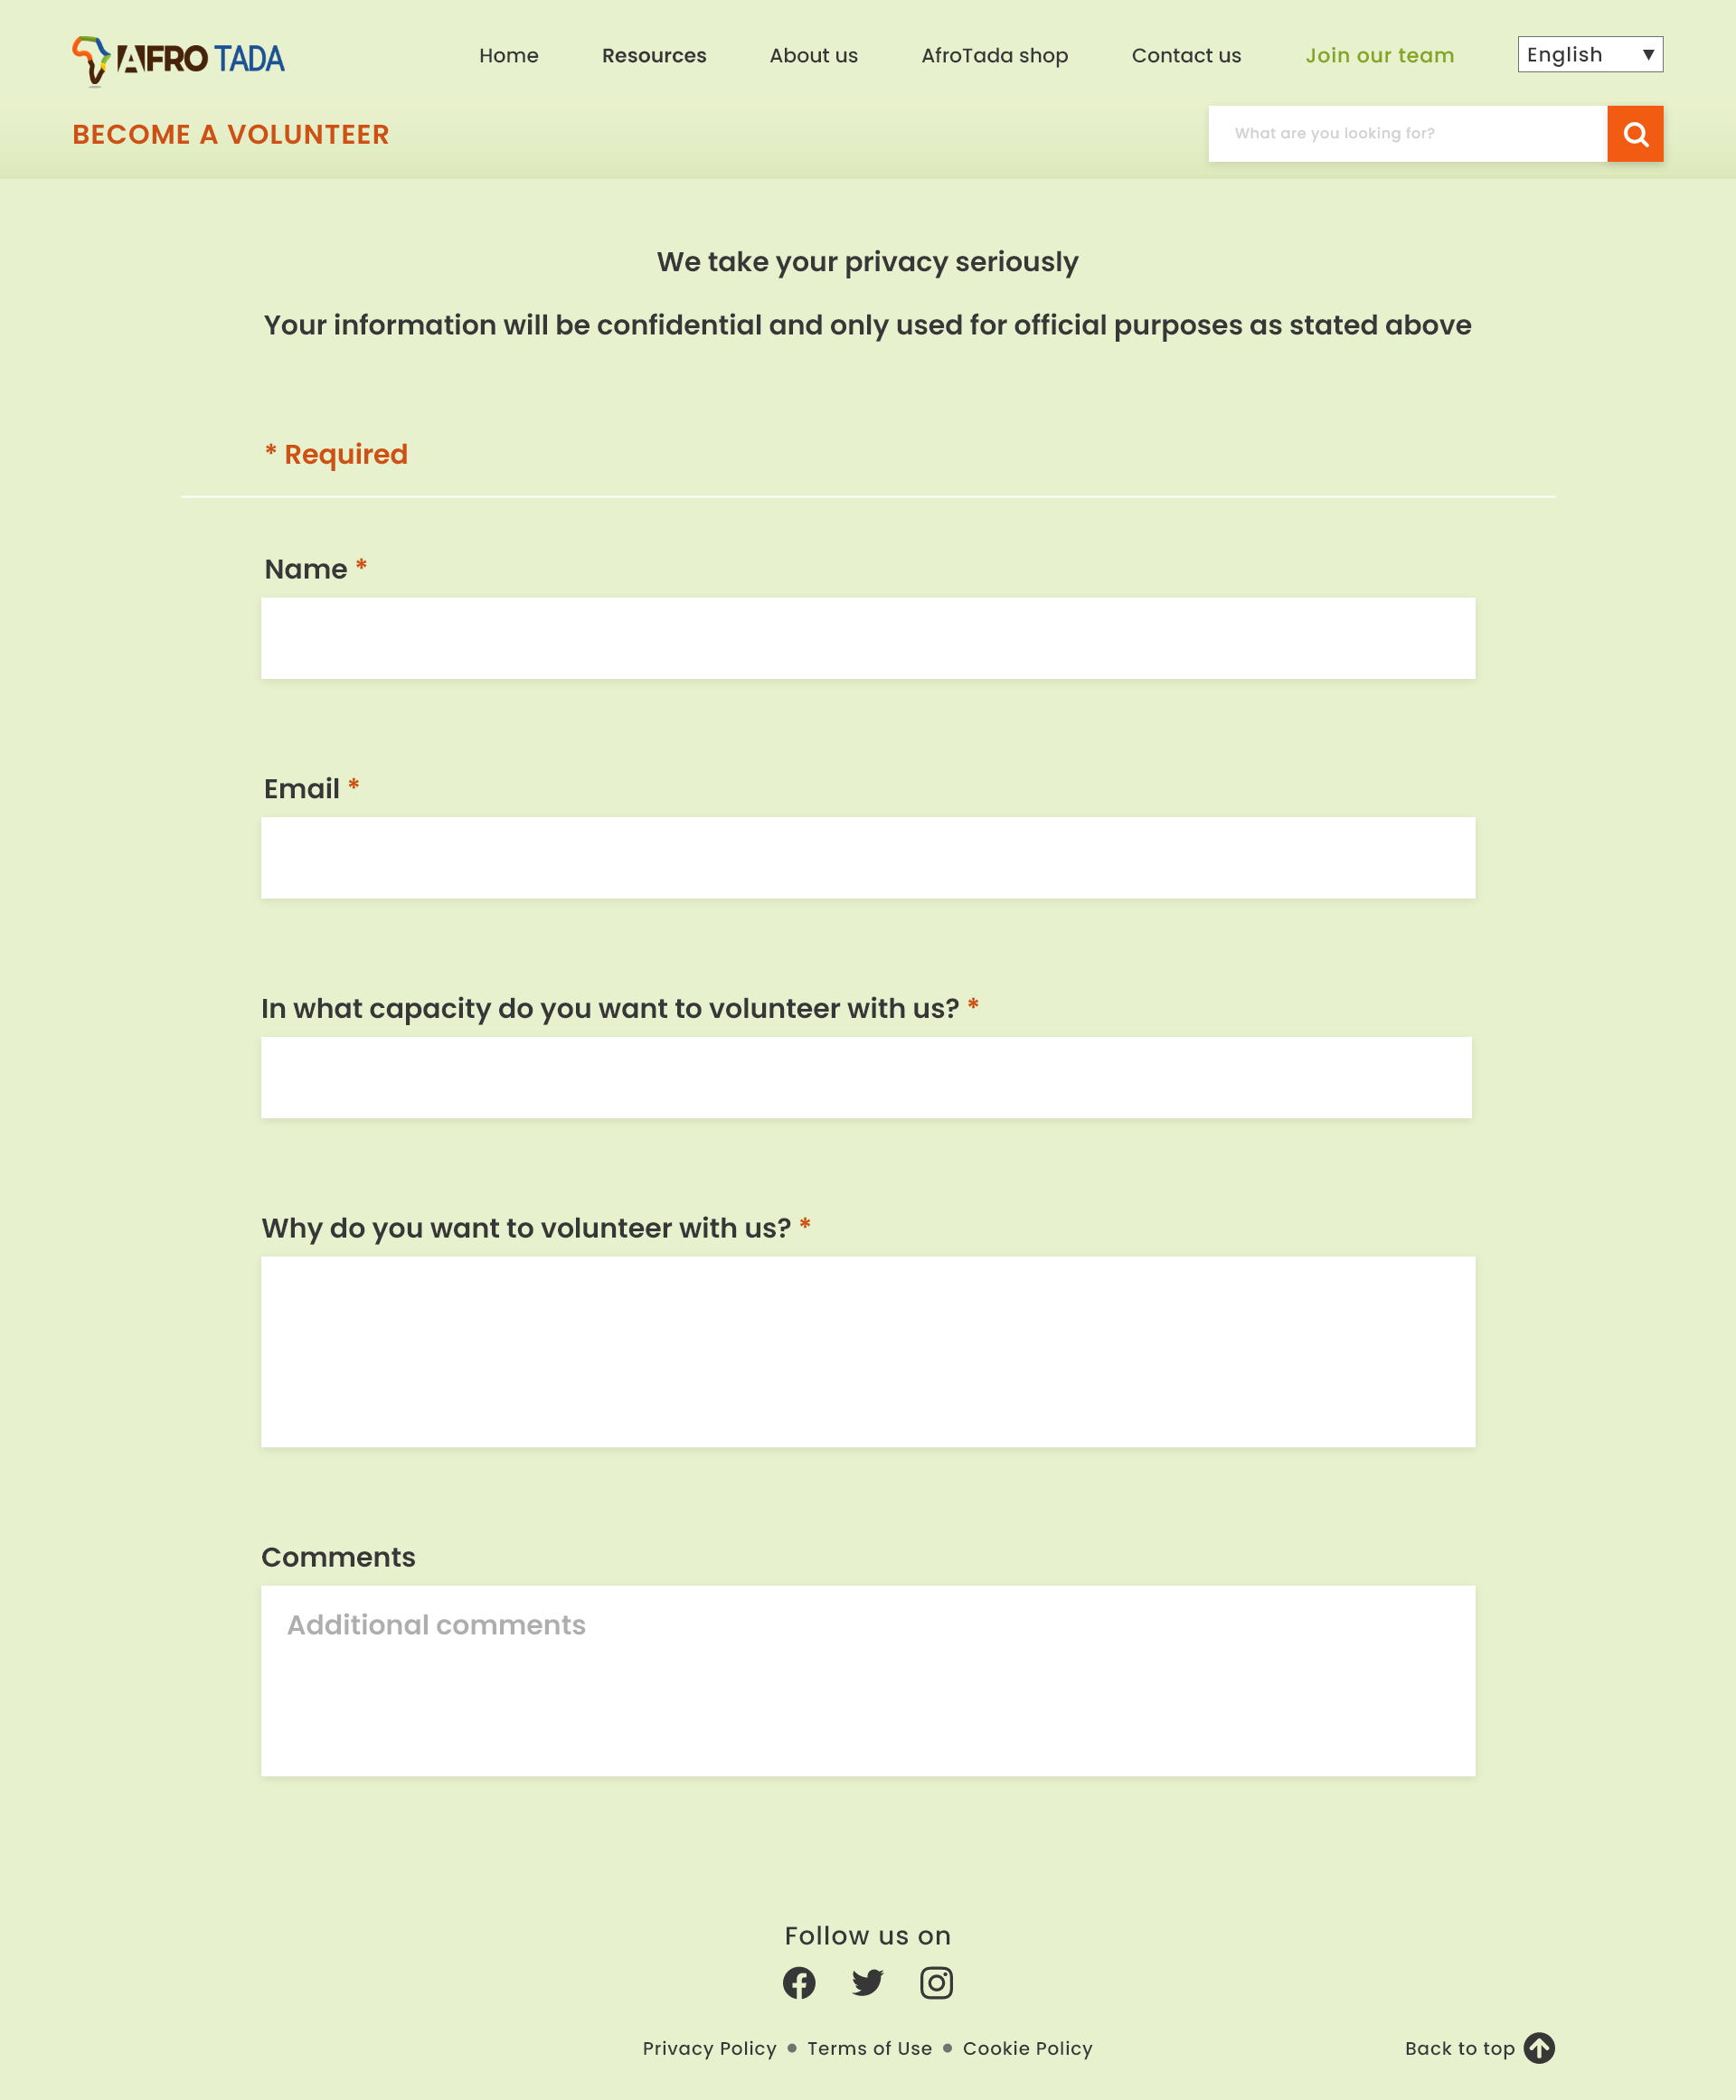 AFRO TADA
Home Resources About us AfroTada shop Contact us Join our team English
BECOME A VOLUNTEER
What are you looking for?
We take your privacy seriously
Your information will be confidential and only used for official purposes as stated above
* Required
Name *
Email *
In what capacity do you want to volunteer with us? *
Why do you want to volunteer with us? *
Comments
Additional comments
Follow us on
Privacy Policy • Terms of Use • Cookie Policy
Back to top